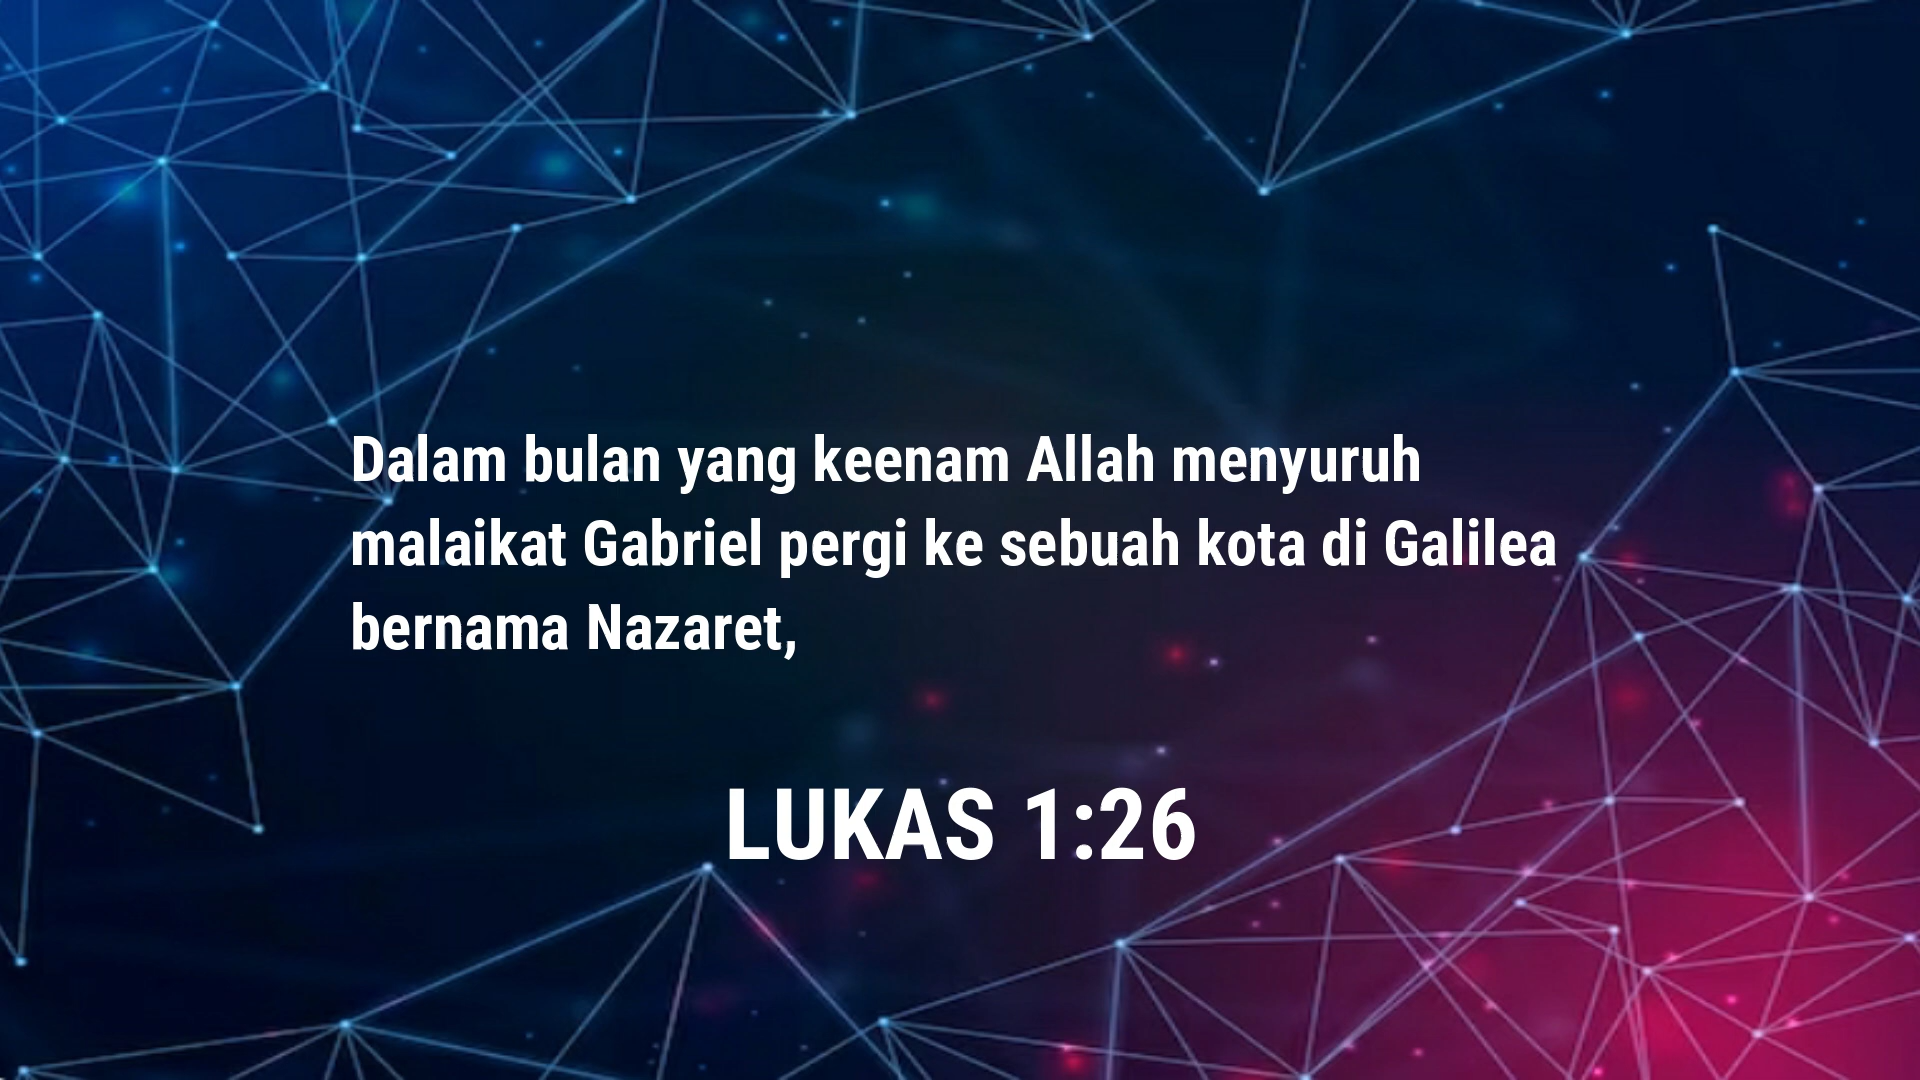 Dalam bulan yang keenam Allah menyuruh
malaikat Gabriel pergi ke sebuah kota di Galilea
bernama Nazaret,
LUKAS 1:26